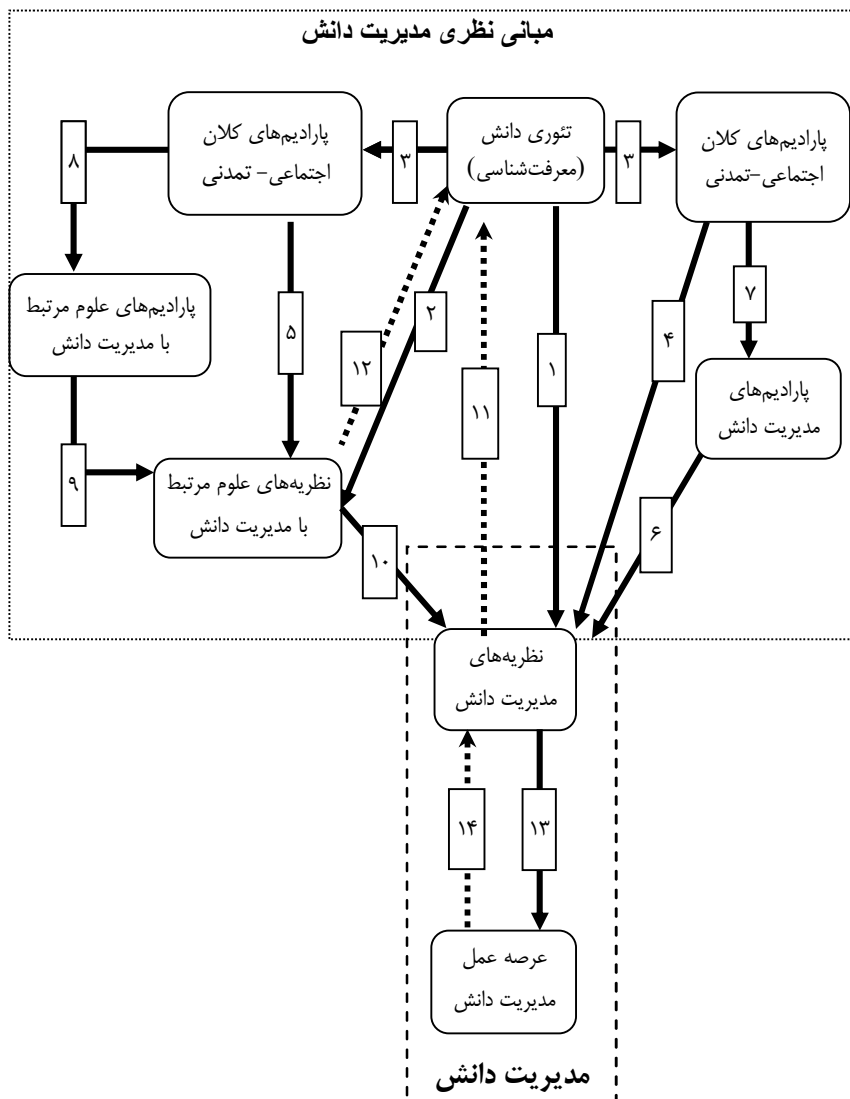 مبانی نظری مدیریت دانش
پارادیم‌های کلان
اجتماعی-تمدنی
تئوری دانش
(معرفت‌شناسی)
پارادیم‌های کلان
اجتماعی- تمدنی
۳
۳
۸
پارادیم‌های علوم مرتبط
با مدیریت دانش
۷
۴
۱
۲
۵
۱۲
۱۱
پارادیم‌های
مدیریت دانش
۶
۹
نظریه‌های علوم مرتبط
با مدیریت دانش
۱۰
نظریه‌های
مدیریت دانش
۱۳
۱۴
عرصه عمل
مدیریت دانش
مدیریت دانش